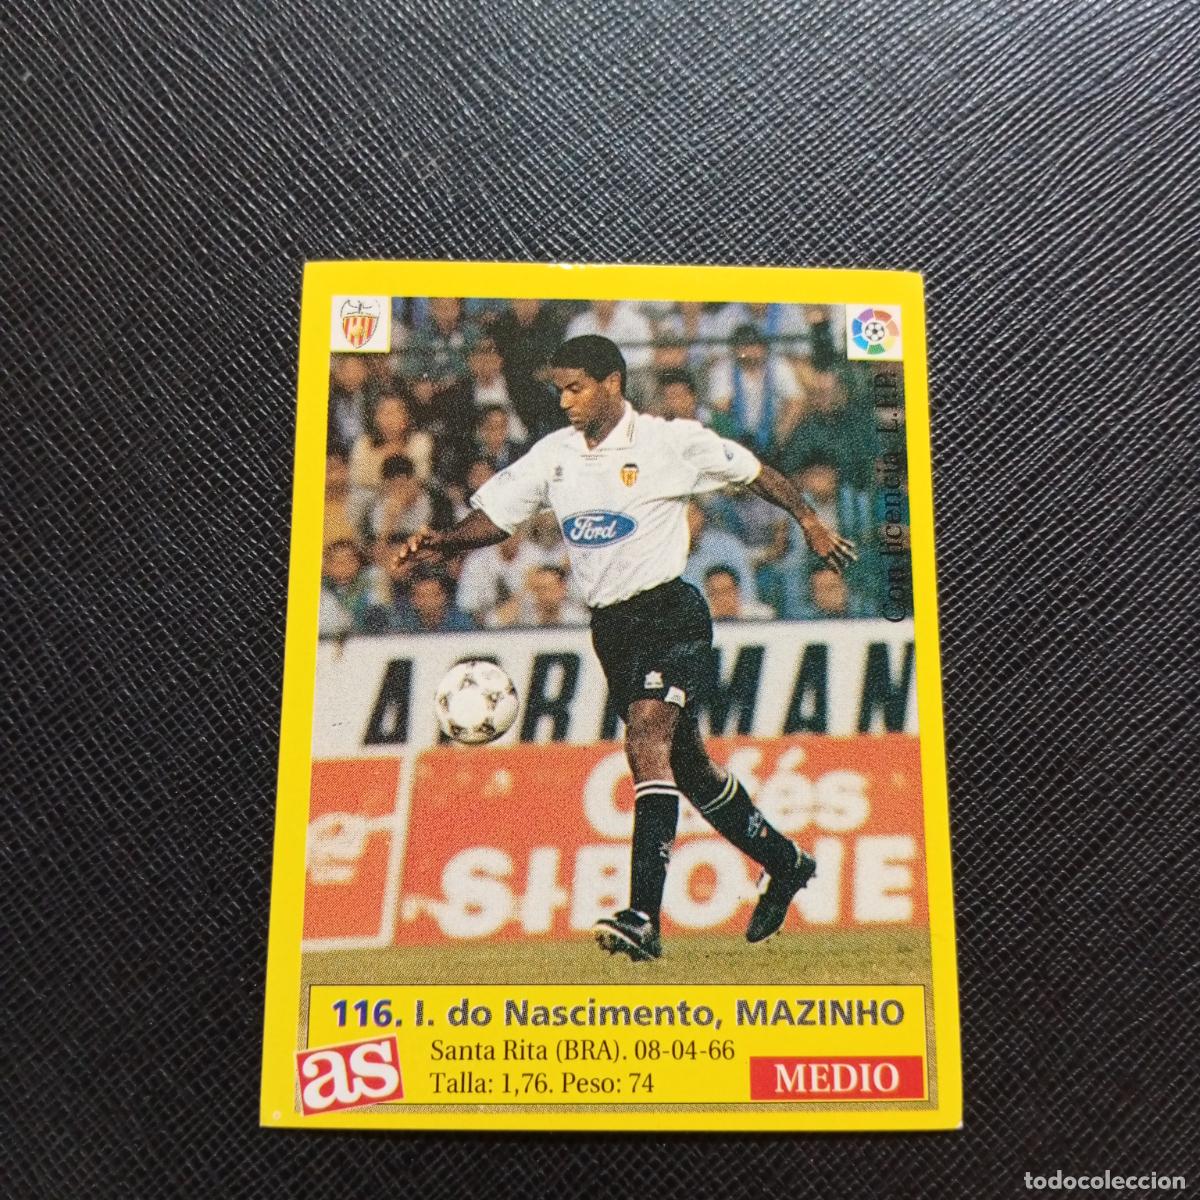 Con licencia L.F.P.
Ford
ARKMAN
Cafés
SIBONE
116. I. do Nascimento, MAZINHO
Santa Rita (BRA). 08-04-66
Talla: 1,76. Peso: 74
MEDIO
as
todocoleccion